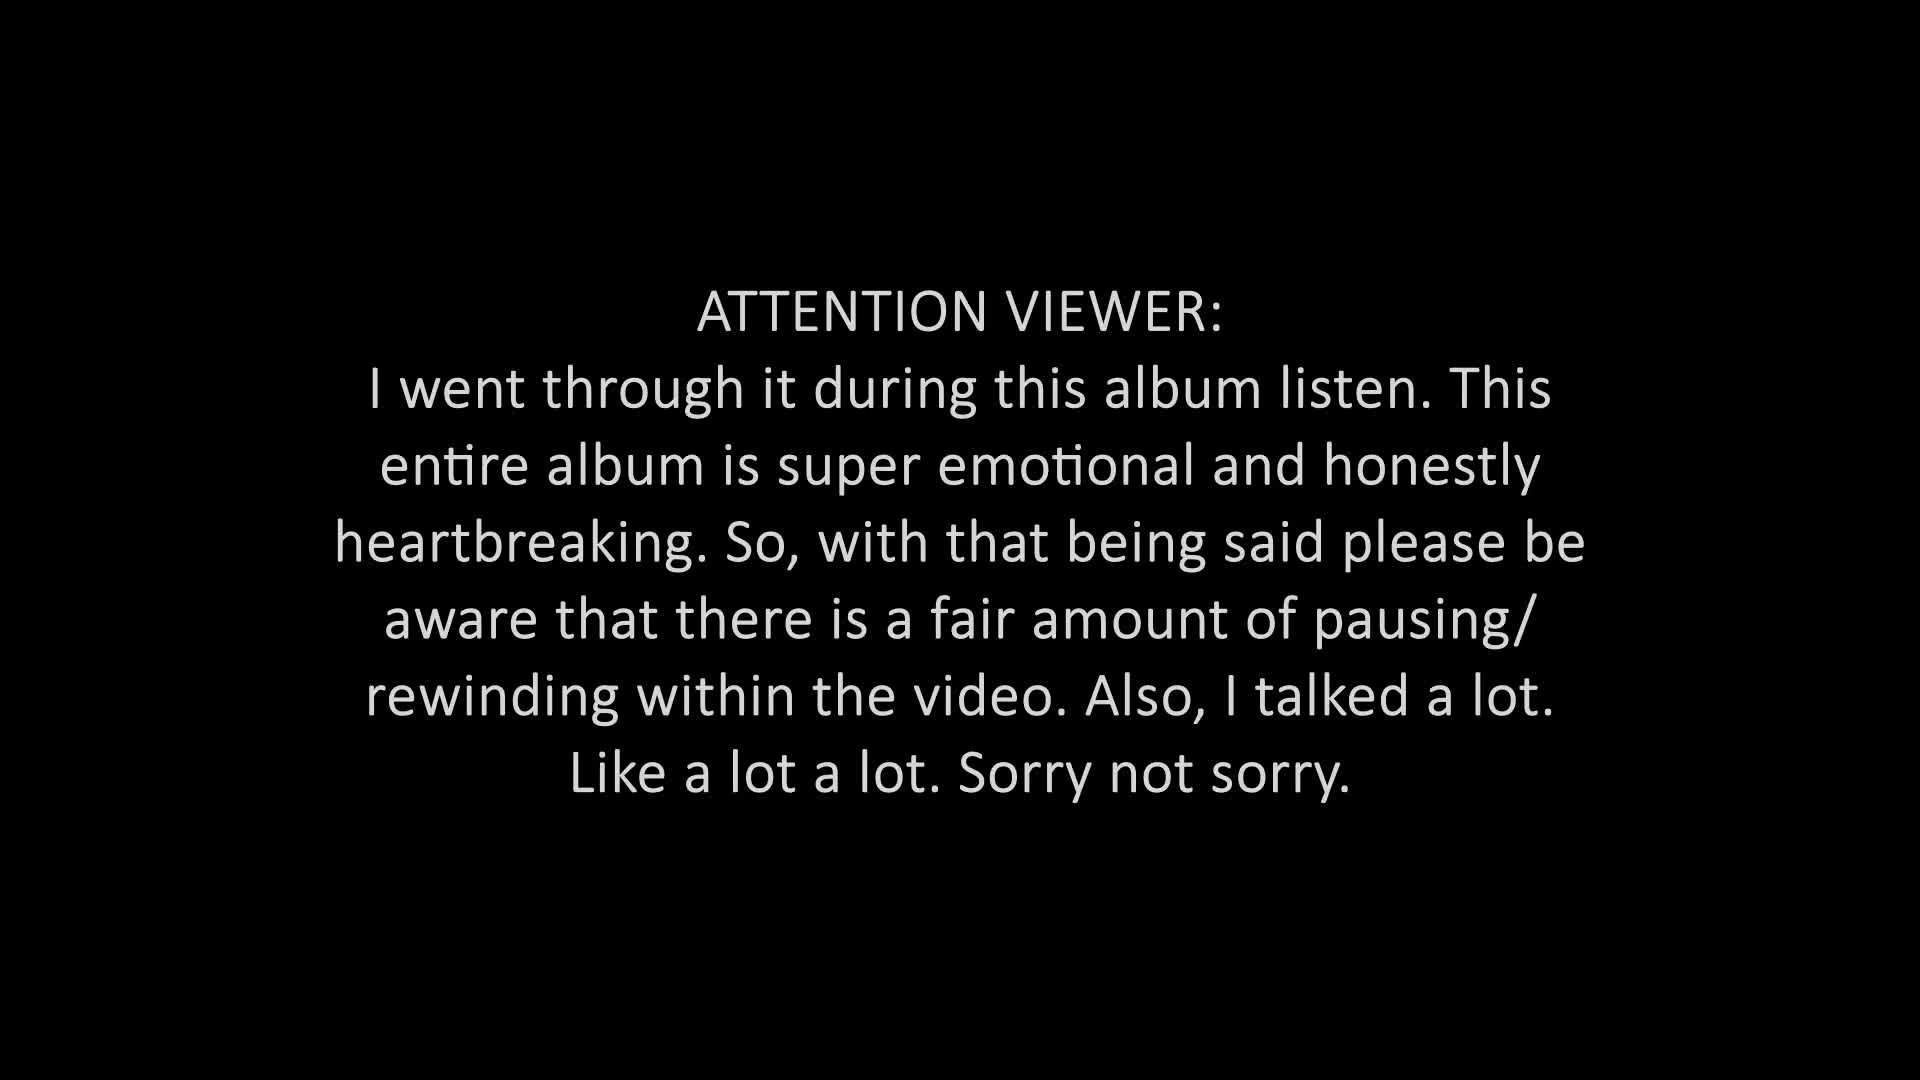 ATTENTION VIEWER:
I went through it during this album listen. This
entire album is super emotional and honestly
heartbreaking. So, with that being said please be
aware that there is a fair amount of pausing/
rewinding within the video. Also, I talked a lot.
Like a lot a lot. Sorry not sorry.